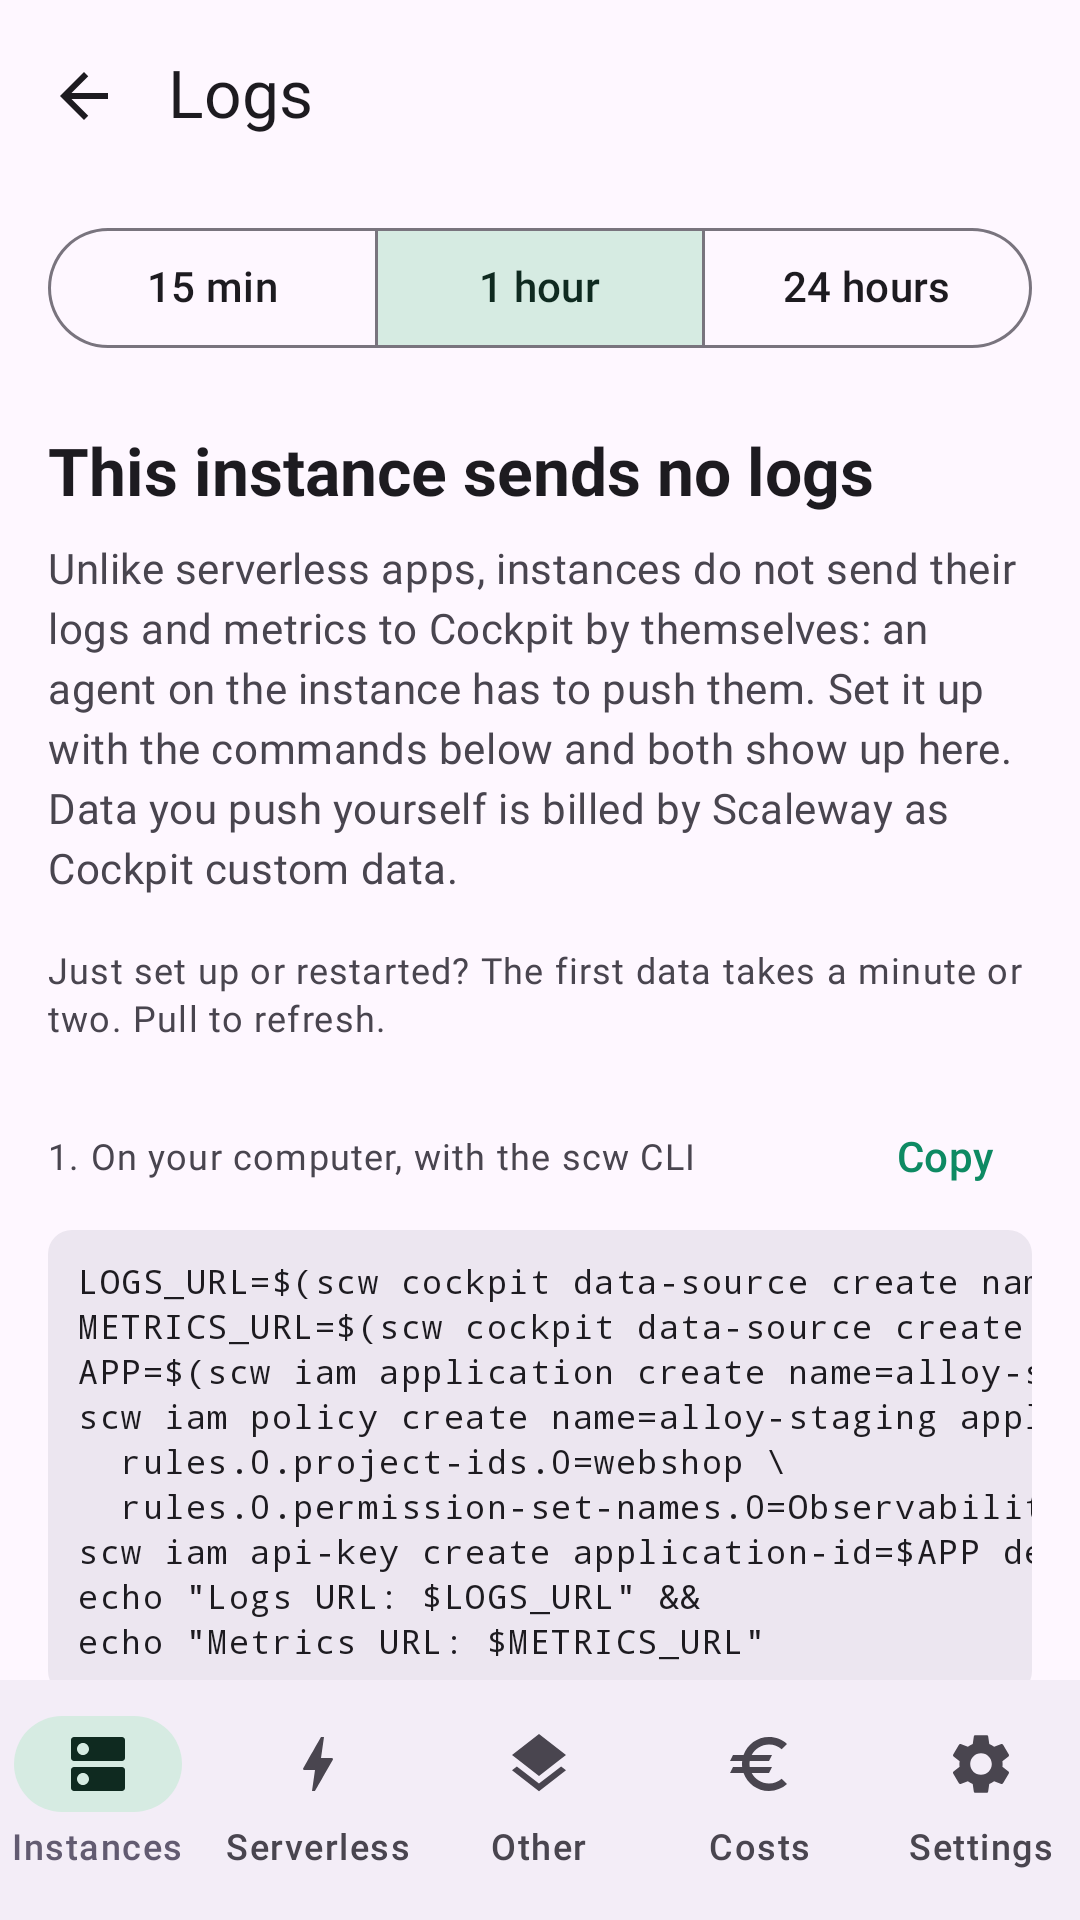 Logs
15 min
1 hour
24 hours
This instance sends no logs
Unlike serverless apps, instances do not send their
logs and metrics to Cockpit by themselves: an
agent on the instance has to push them. Set it up
with the commands below and both show up here.
Data you push yourself is billed by Scaleway as
Cockpit custom data.
Just set up or restarted? The first data takes a minute or
two. Pull to refresh.
1. On your computer, with the scw CLI
Copy
LOGS_URL=$(scw cockpit data-source create nam
METRICS_URL=$(scw cockpit data-source create
APP=$(scw iam application create name=alloy-s
scw iam policy create name=alloy-staging appl
  rules.0.project-ids.0=webshop \
  rules.0.permission-set-names.0=Observabilit
scw iam api-key create application-id=$APP de
echo "Logs URL: $LOGS_URL" &&
echo "Metrics URL: $METRICS_URL"
Instances
Serverless
Other
Costs
Settings